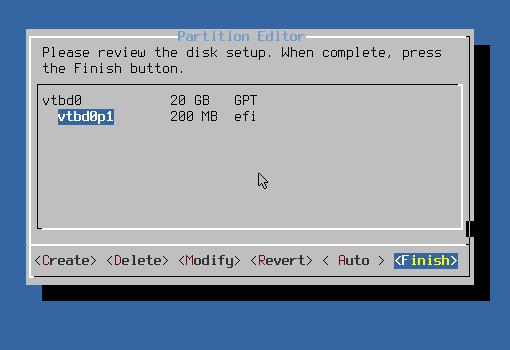 Partition Editor
Please review the disk setup. When complete, press
the Finish button.
vtbd0 20 GB GPT
vtbd0p1 200 MB efi
<Create> <Delete> <Modify> <Revert> < Auto > <Finish>